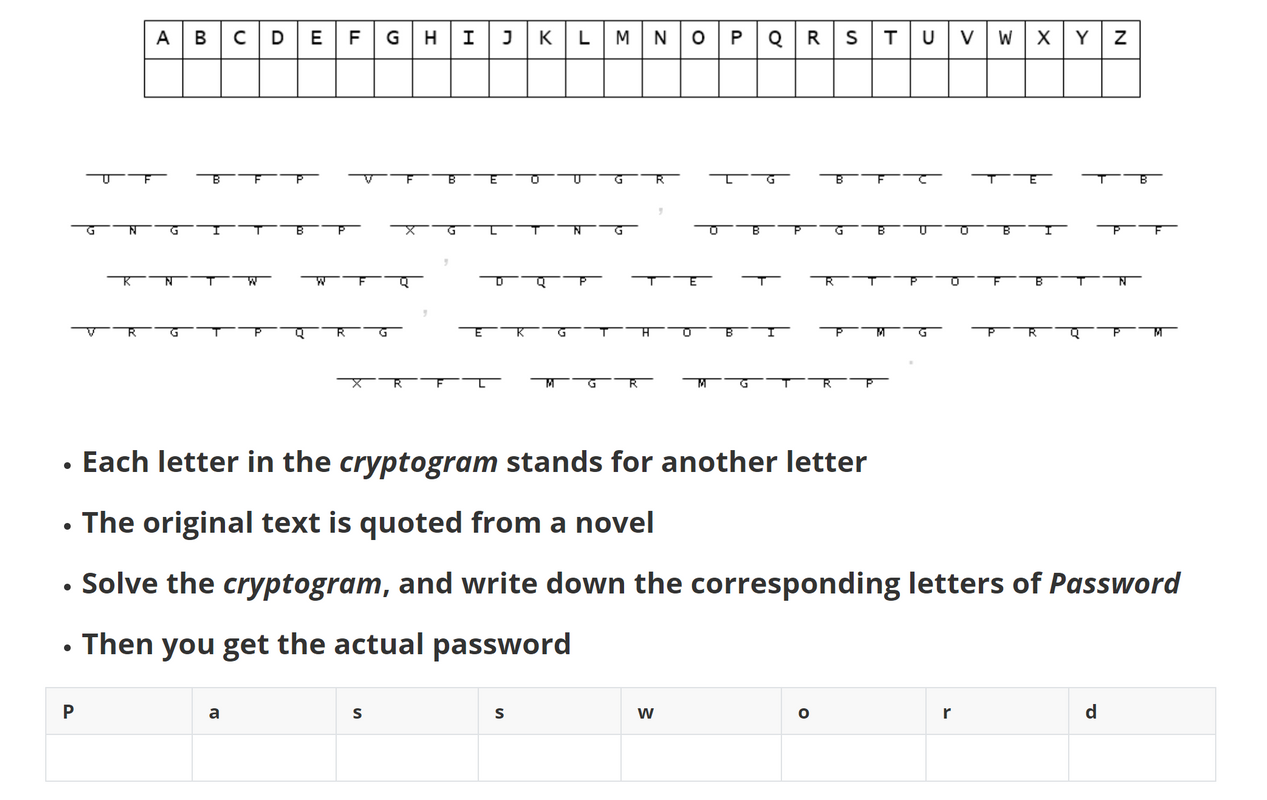 A B C D E F G H I J K L M N O P Q R S T U V W X Y Z
U F B F P V F B E O U G R L G B F C T E T B
G N G I T B P X G L T N G , O B P G B U O B I P F
K N T W W F Q , D Q P T E T R T P O F B T N
V R G T P Q R G , E K G T H O B I P M G P R Q P M
X R F L M G R M G T R P .
• Each letter in the cryptogram stands for another letter
• The original text is quoted from a novel
• Solve the cryptogram, and write down the corresponding letters of Password
• Then you get the actual password
P a s s w o r d